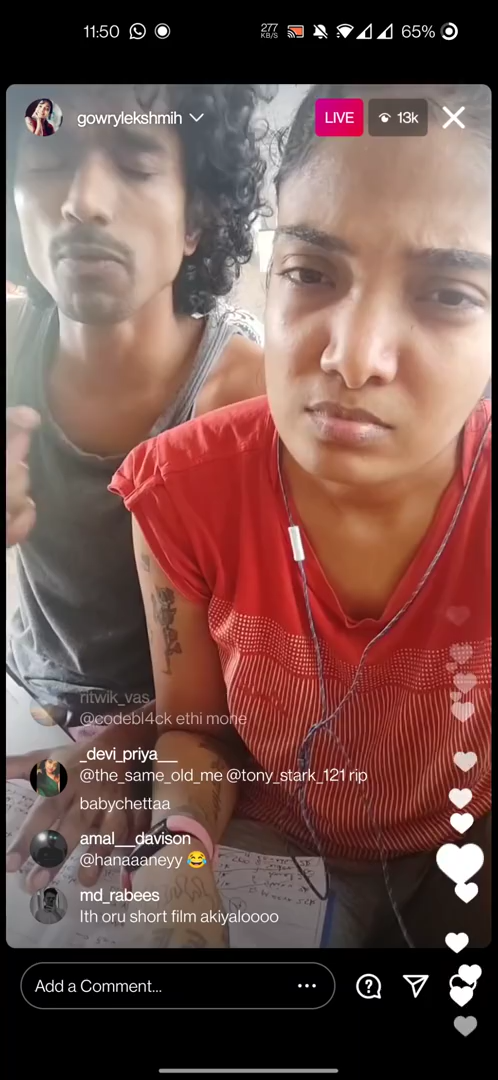 11:50
277
KB/S
65%
gowrylekshmih
LIVE
13k
ritwik_vas
@codebl4ck ethi mone
_devi_priya__
@the_same_old_me @tony_stark_121 rip
babychettaa
amal__davison
@hanaaaneyy 😂
md_rabees
Ith oru short film akiyaloooo
Add a Comment...